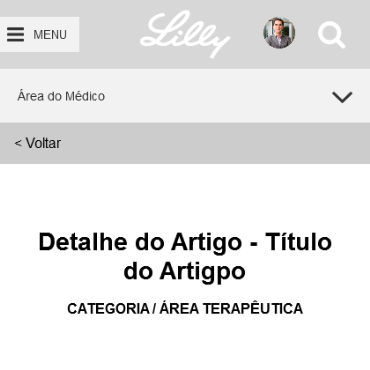 MENU
Lilly
Área do Médico
< Voltar
Detalhe do Artigo - Título
do Artigpo
CATEGORIA / ÁREA TERAPÊUTICA